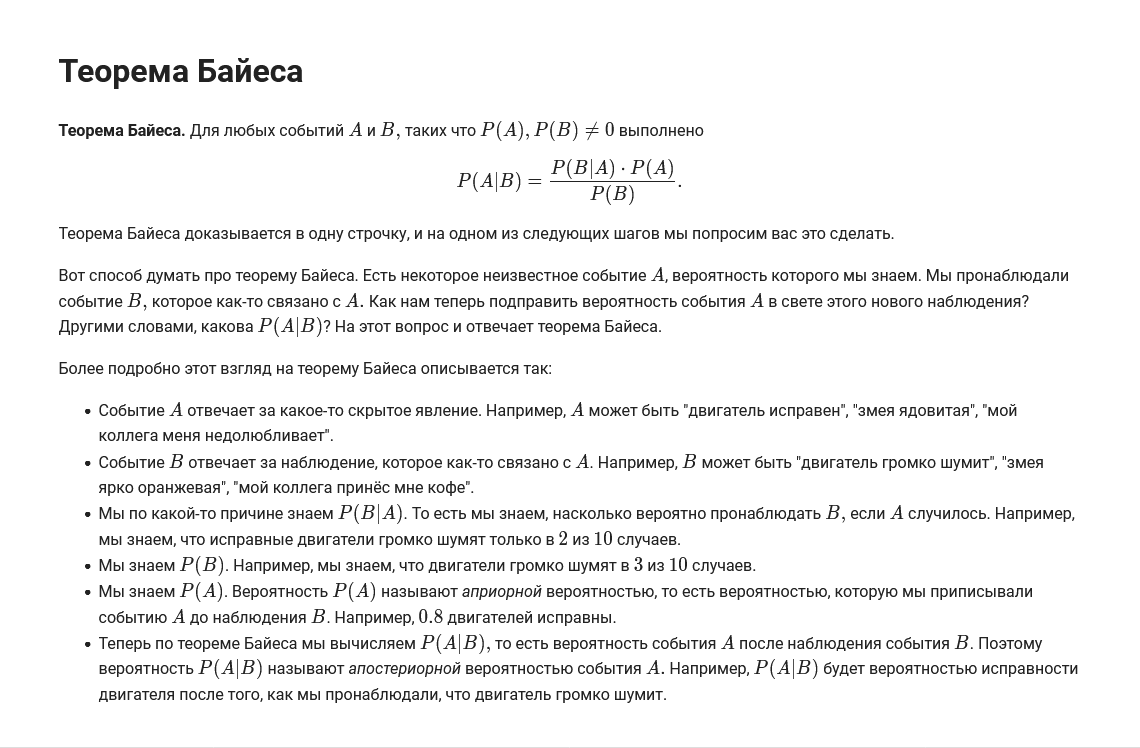 Теорема Байеса
Теорема Байеса. Для любых событий A и B, таких что P(A), P(B) ≠ 0 выполнено
P(A|B) = P(B|A) · P(A) / P(B).
Теорема Байеса доказывается в одну строчку, и на одном из следующих шагов мы попросим вас это сделать.
Вот способ думать про теорему Байеса. Есть некоторое неизвестное событие A, вероятность которого мы знаем. Мы пронаблюдали
событие B, которое как-то связано с A. Как нам теперь подправить вероятность события A в свете этого нового наблюдения?
Другими словами, какова P(A|B)? На этот вопрос и отвечает теорема Байеса.
Более подробно этот взгляд на теорему Байеса описывается так:
• Событие A отвечает за какое-то скрытое явление. Например, A может быть "двигатель исправен", "змея ядовитая", "мой
коллега меня недолюбливает".
• Событие B отвечает за наблюдение, которое как-то связано с A. Например, B может быть "двигатель громко шумит", "змея
ярко оранжевая", "мой коллега принёс мне кофе".
• Мы по какой-то причине знаем P(B|A). То есть мы знаем, насколько вероятно пронаблюдать B, если A случилось. Например,
мы знаем, что исправные двигатели громко шумят только в 2 из 10 случаев.
• Мы знаем P(B). Например, мы знаем, что двигатели громко шумят в 3 из 10 случаев.
• Мы знаем P(A). Вероятность P(A) называют априорной вероятностью, то есть вероятностью, которую мы приписывали
событию A до наблюдения B. Например, 0.8 двигателей исправны.
• Теперь по теореме Байеса мы вычисляем P(A|B), то есть вероятность события A после наблюдения события B. Поэтому
вероятность P(A|B) называют апостериорной вероятностью события A. Например, P(A|B) будет вероятностью исправности
двигателя после того, как мы пронаблюдали, что двигатель громко шумит.